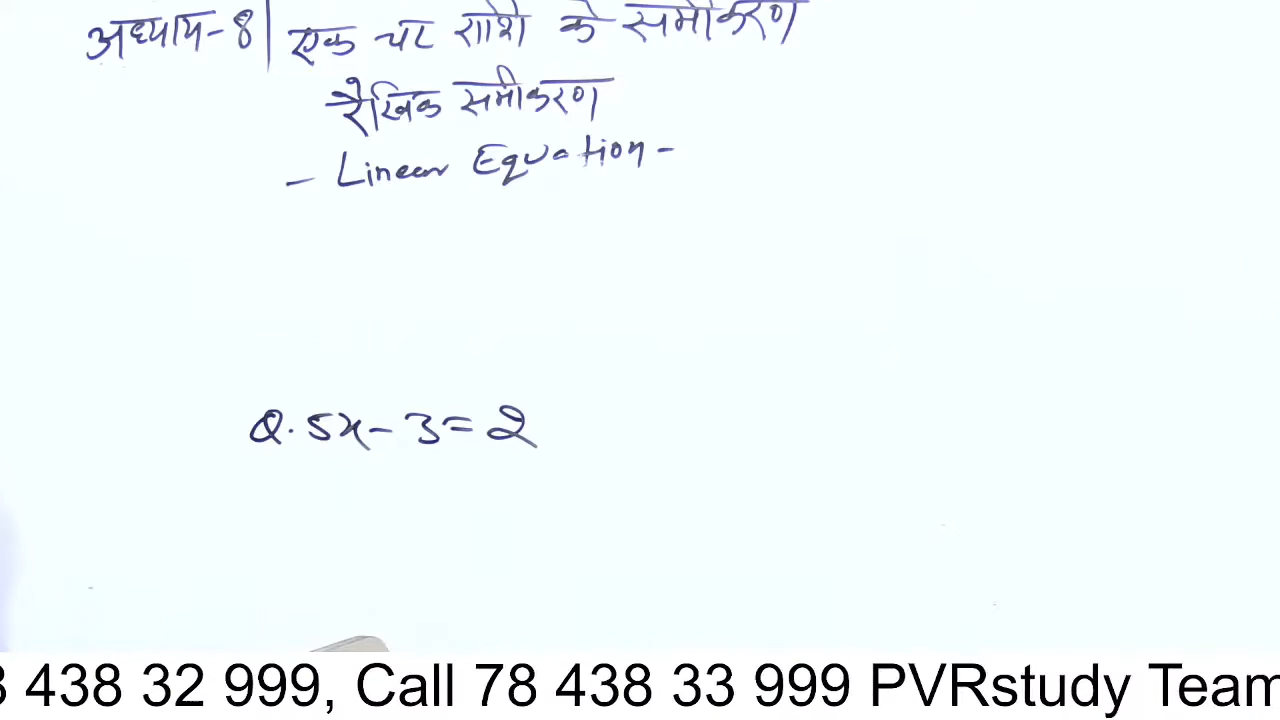 अध्याय-8| एक चर राशि के समीकरण
रैखिक समीकरण
- Linear Equation -
Q. 5x - 3 = 2
8 438 32 999, Call 78 438 33 999 PVRstudy Team